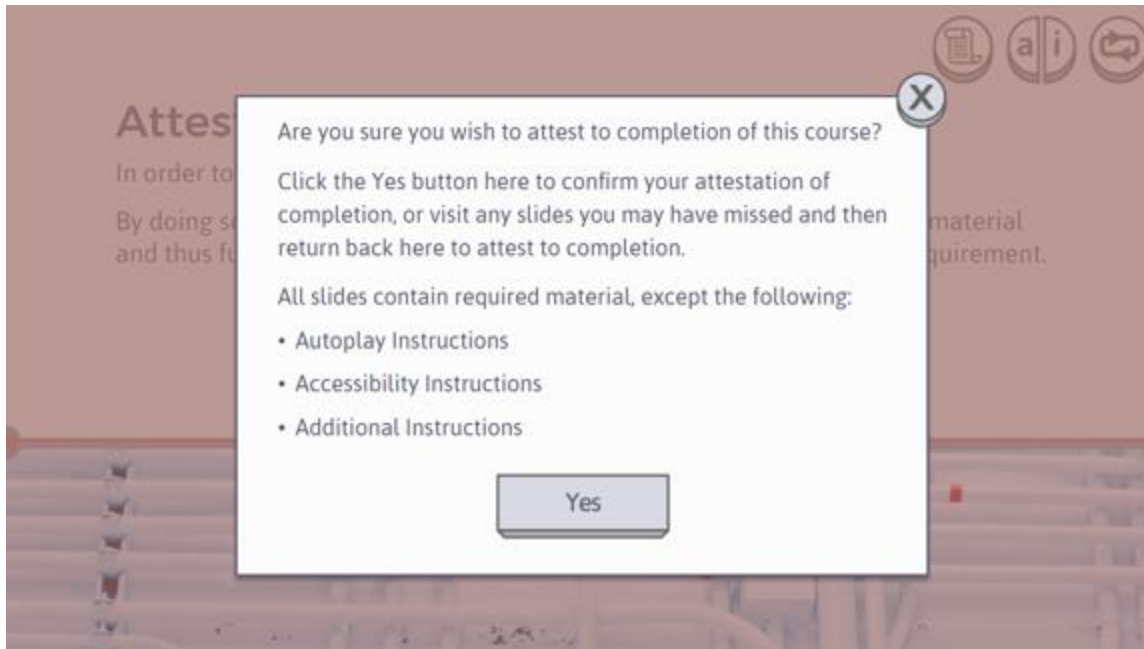 a i
X
Attes
In order to
By doing s
and thus fu
material
quirement.
Are you sure you wish to attest to completion of this course?
Click the Yes button here to confirm your attestation of
completion, or visit any slides you may have missed and then
return back here to attest to completion.
All slides contain required material, except the following:
• Autoplay Instructions
• Accessibility Instructions
• Additional Instructions
Yes